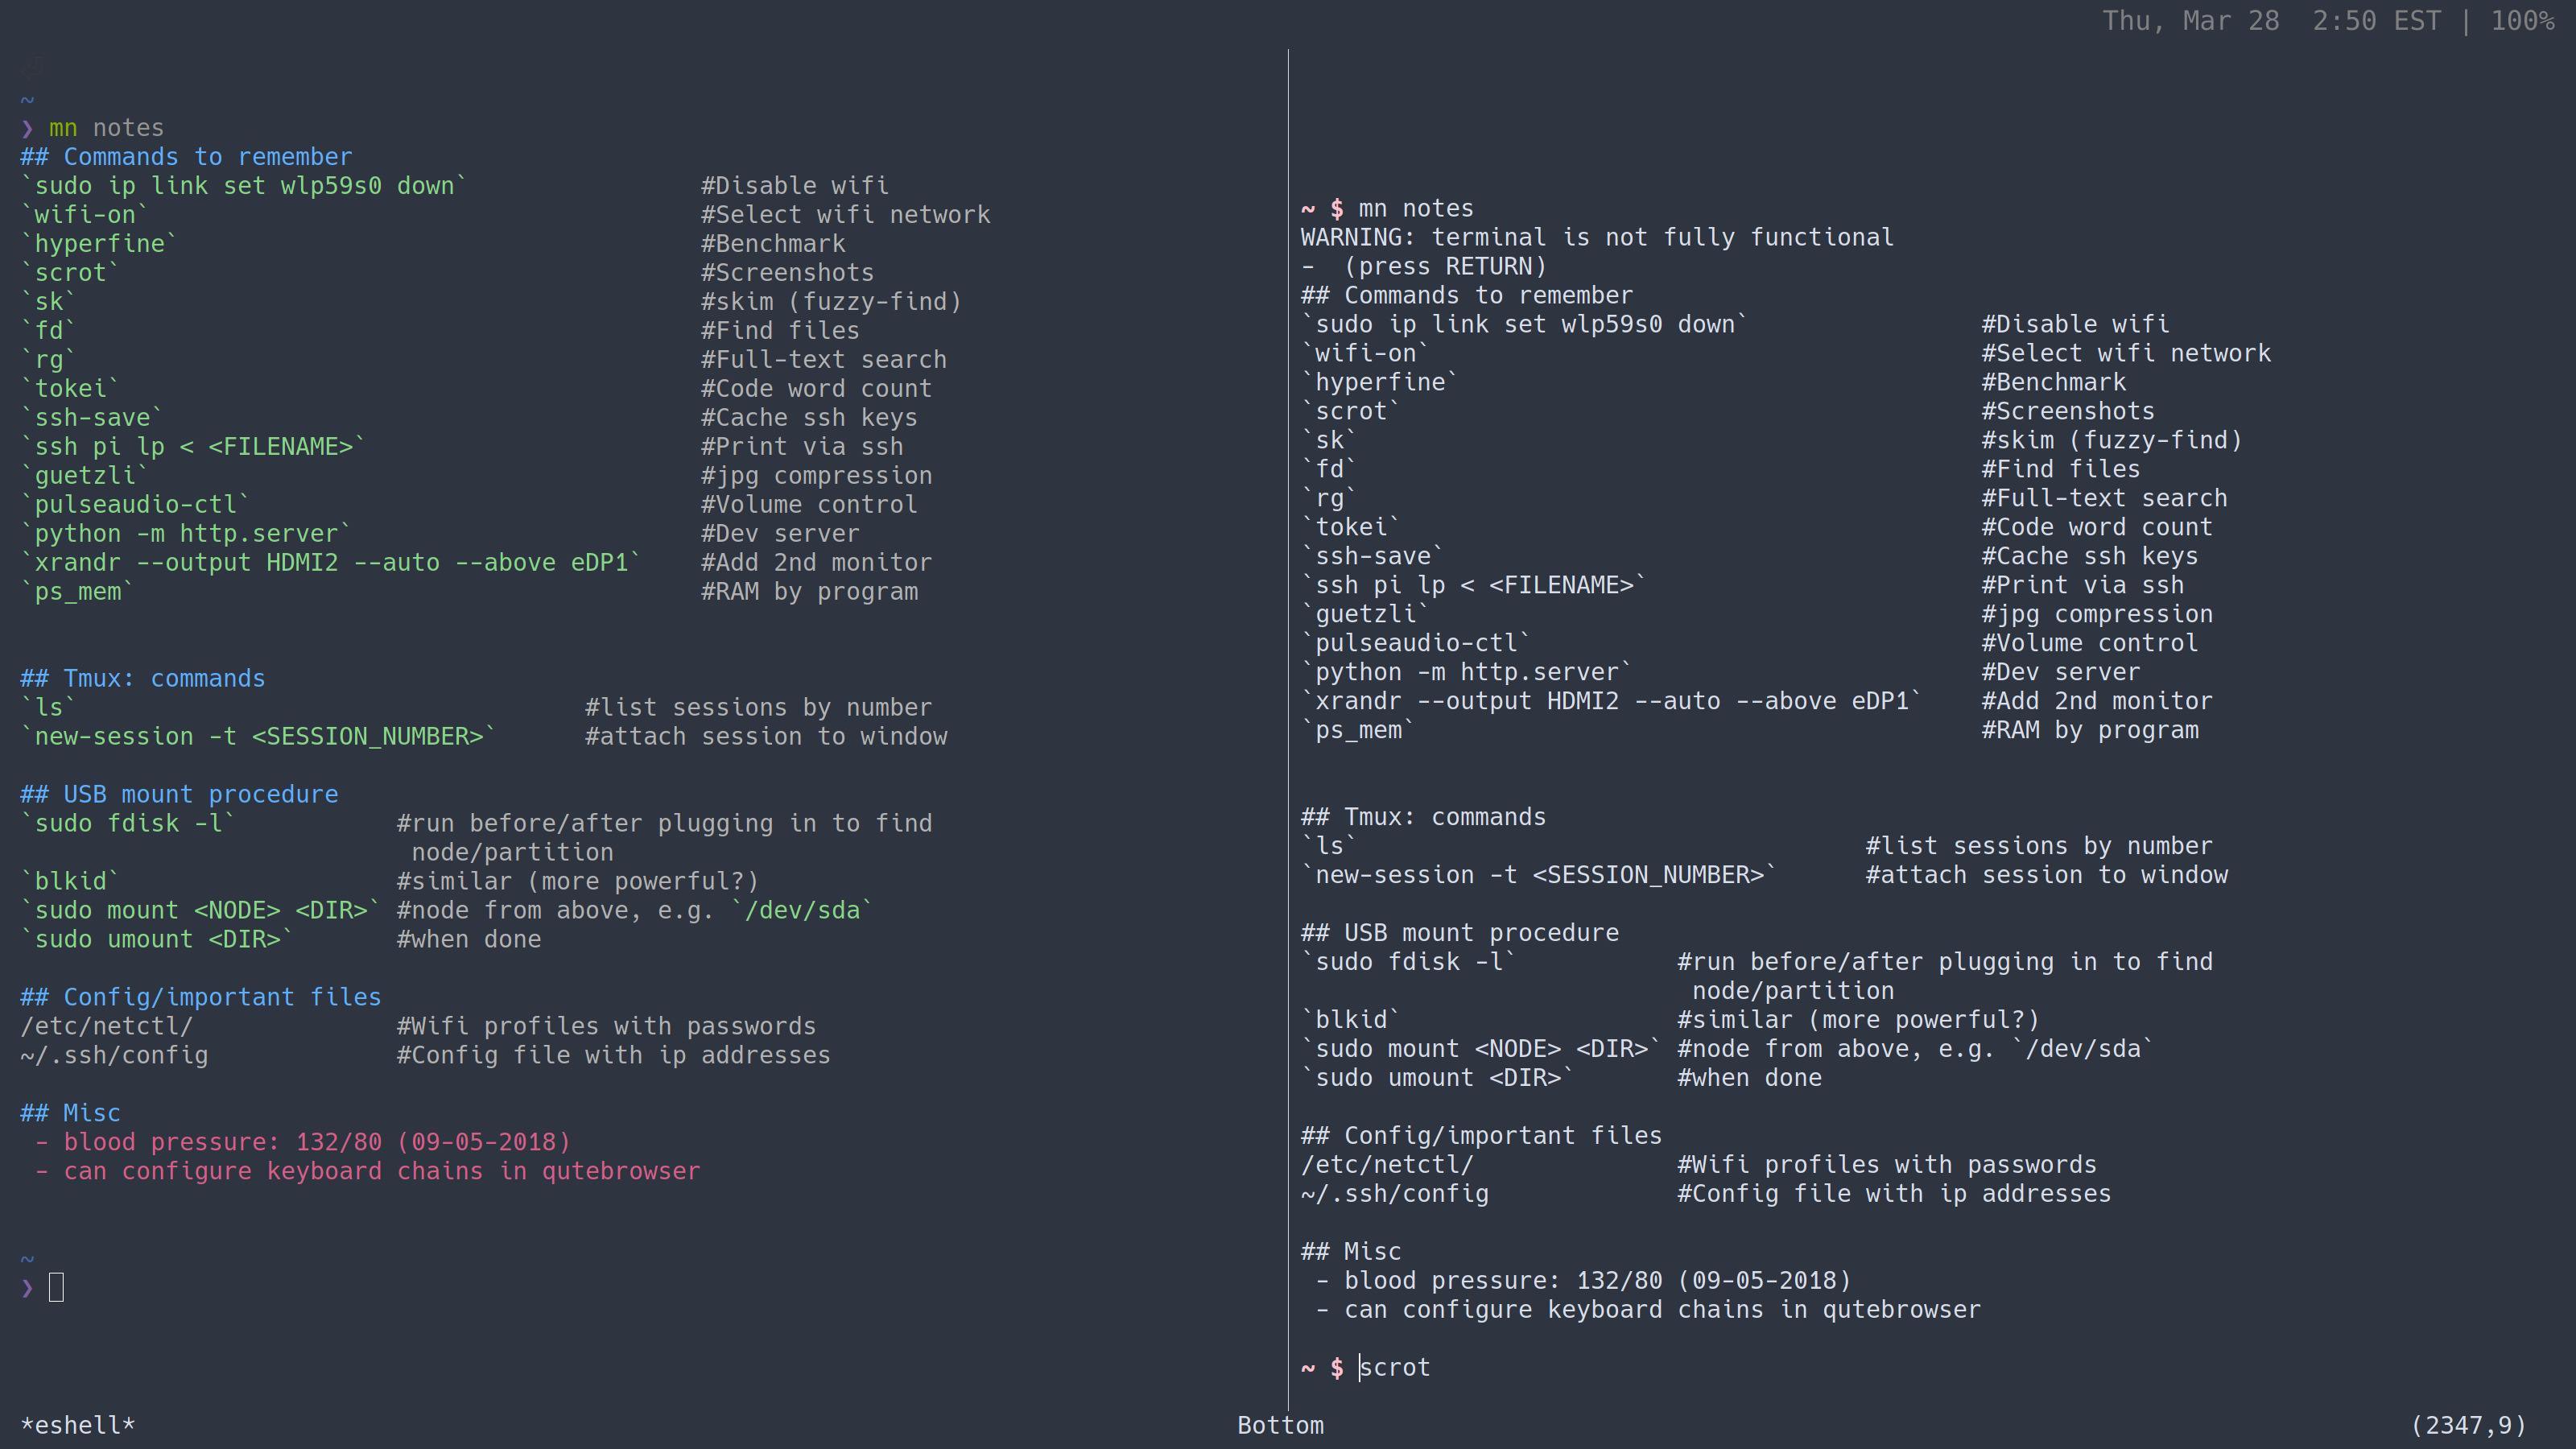 Thu, Mar 28  2:50 EST | 100%
~
❯ mn notes
## Commands to remember
`sudo ip link set wlp59s0 down`                #Disable wifi
`wifi-on`                                      #Select wifi network
`hyperfine`                                    #Benchmark
`scrot`                                        #Screenshots
`sk`                                           #skim (fuzzy-find)
`fd`                                           #Find files
`rg`                                           #Full-text search
`tokei`                                        #Code word count
`ssh-save`                                     #Cache ssh keys
`ssh pi lp < <FILENAME>`                       #Print via ssh
`guetzli`                                      #jpg compression
`pulseaudio-ctl`                               #Volume control
`python -m http.server`                        #Dev server
`xrandr --output HDMI2 --auto --above eDP1`    #Add 2nd monitor
`ps_mem`                                       #RAM by program
## Tmux: commands
`ls`                                   #list sessions by number
`new-session -t <SESSION_NUMBER>`      #attach session to window
## USB mount procedure
`sudo fdisk -l`           #run before/after plugging in to find
                           node/partition
`blkid`                   #similar (more powerful?)
`sudo mount <NODE> <DIR>` #node from above, e.g. `/dev/sda`
`sudo umount <DIR>`       #when done
## Config/important files
/etc/netctl/              #Wifi profiles with passwords
~/.ssh/config             #Config file with ip addresses
## Misc
 - blood pressure: 132/80 (09-05-2018)
 - can configure keyboard chains in qutebrowser
~
❯
~ $ mn notes
WARNING: terminal is not fully functional
-  (press RETURN)
## Commands to remember
`sudo ip link set wlp59s0 down`                #Disable wifi
`wifi-on`                                      #Select wifi network
`hyperfine`                                    #Benchmark
`scrot`                                        #Screenshots
`sk`                                           #skim (fuzzy-find)
`fd`                                           #Find files
`rg`                                           #Full-text search
`tokei`                                        #Code word count
`ssh-save`                                     #Cache ssh keys
`ssh pi lp < <FILENAME>`                       #Print via ssh
`guetzli`                                      #jpg compression
`pulseaudio-ctl`                               #Volume control
`python -m http.server`                        #Dev server
`xrandr --output HDMI2 --auto --above eDP1`    #Add 2nd monitor
`ps_mem`                                       #RAM by program
## Tmux: commands
`ls`                                   #list sessions by number
`new-session -t <SESSION_NUMBER>`      #attach session to window
## USB mount procedure
`sudo fdisk -l`           #run before/after plugging in to find
                           node/partition
`blkid`                   #similar (more powerful?)
`sudo mount <NODE> <DIR>` #node from above, e.g. `/dev/sda`
`sudo umount <DIR>`       #when done
## Config/important files
/etc/netctl/              #Wifi profiles with passwords
~/.ssh/config             #Config file with ip addresses
## Misc
 - blood pressure: 132/80 (09-05-2018)
 - can configure keyboard chains in qutebrowser
~ $ scrot
*eshell*  Bottom  (2347,9)